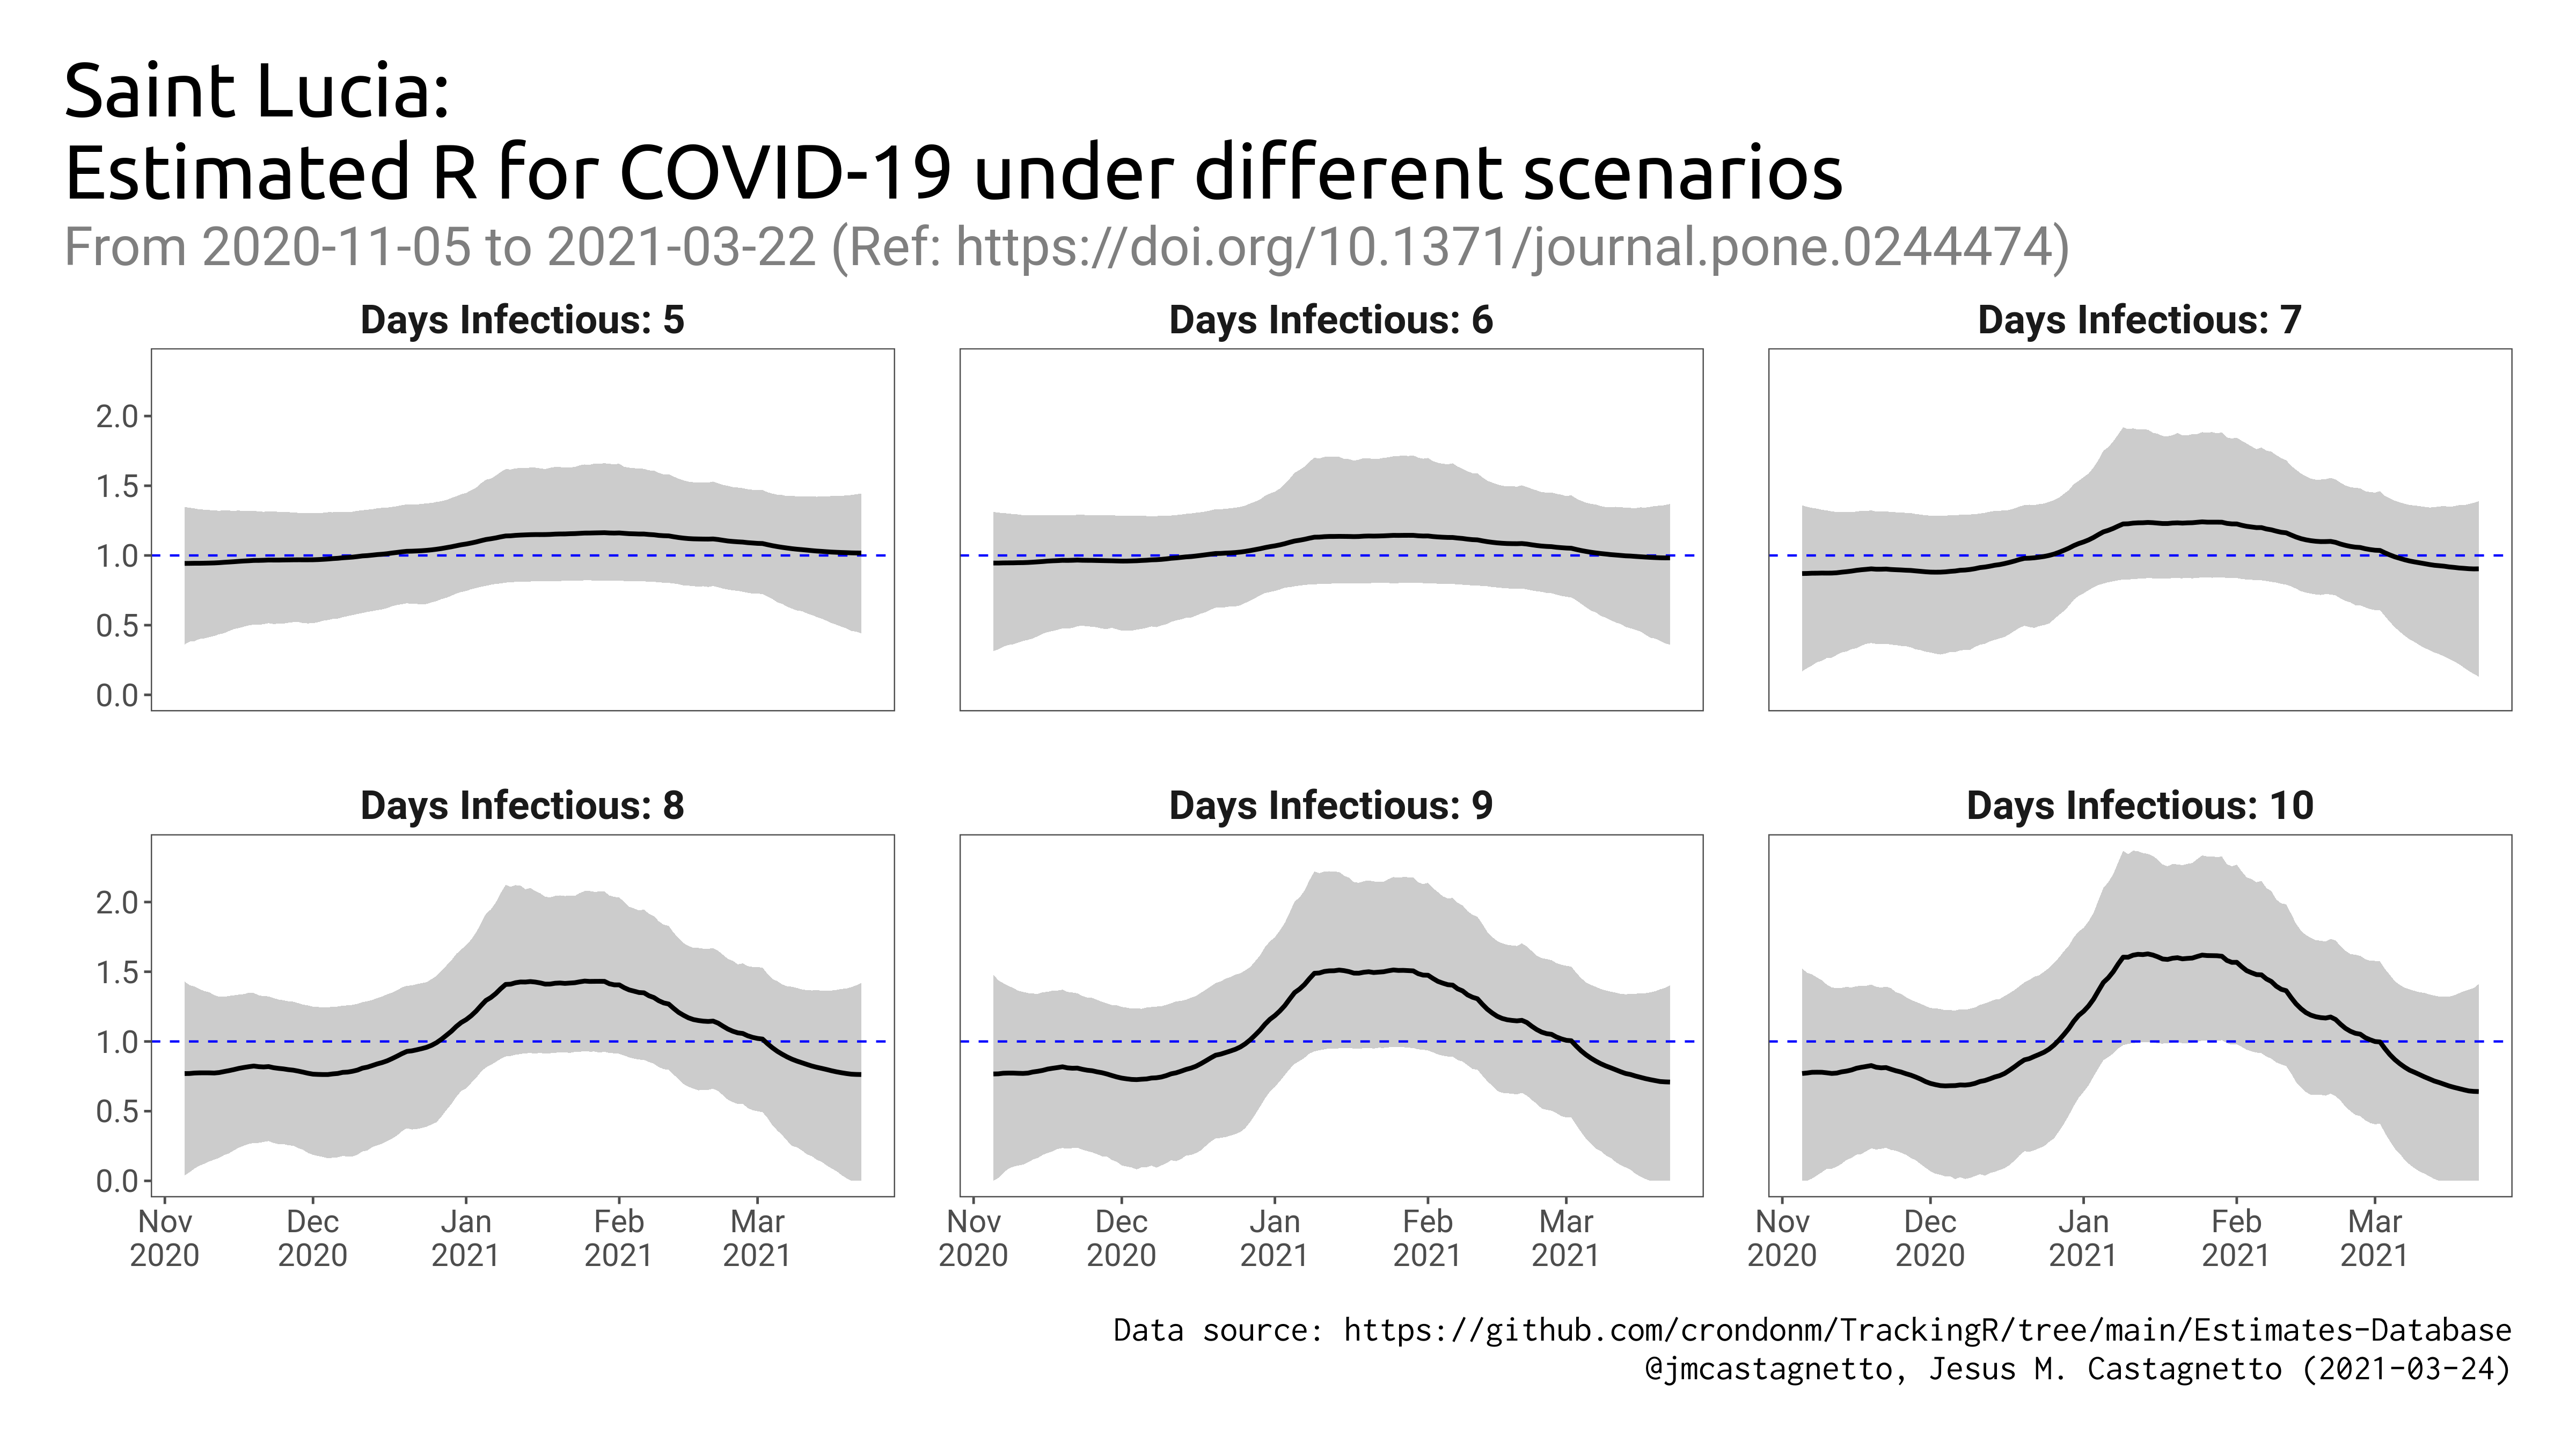 Saint Lucia:
Estimated R for COVID-19 under different scenarios
From 2020-11-05 to 2021-03-22 (Ref: https://doi.org/10.1371/journal.pone.0244474)
Days Infectious: 5
Days Infectious: 6
Days Infectious: 7
2.0
1.5
1.0
0.5
0.0
Days Infectious: 8
Days Infectious: 9
Days Infectious: 10
2.0
1.5
1.0
0.5
0.0
Nov Dec Jan Feb Mar
2020 2020 2021 2021 2021
Nov Dec Jan Feb Mar
2020 2020 2021 2021 2021
Nov Dec Jan Feb Mar
2020 2020 2021 2021 2021
Data source: https://github.com/crondonm/TrackingR/tree/main/Estimates-Database
@jmcastagnetto, Jesus M. Castagnetto (2021-03-24)